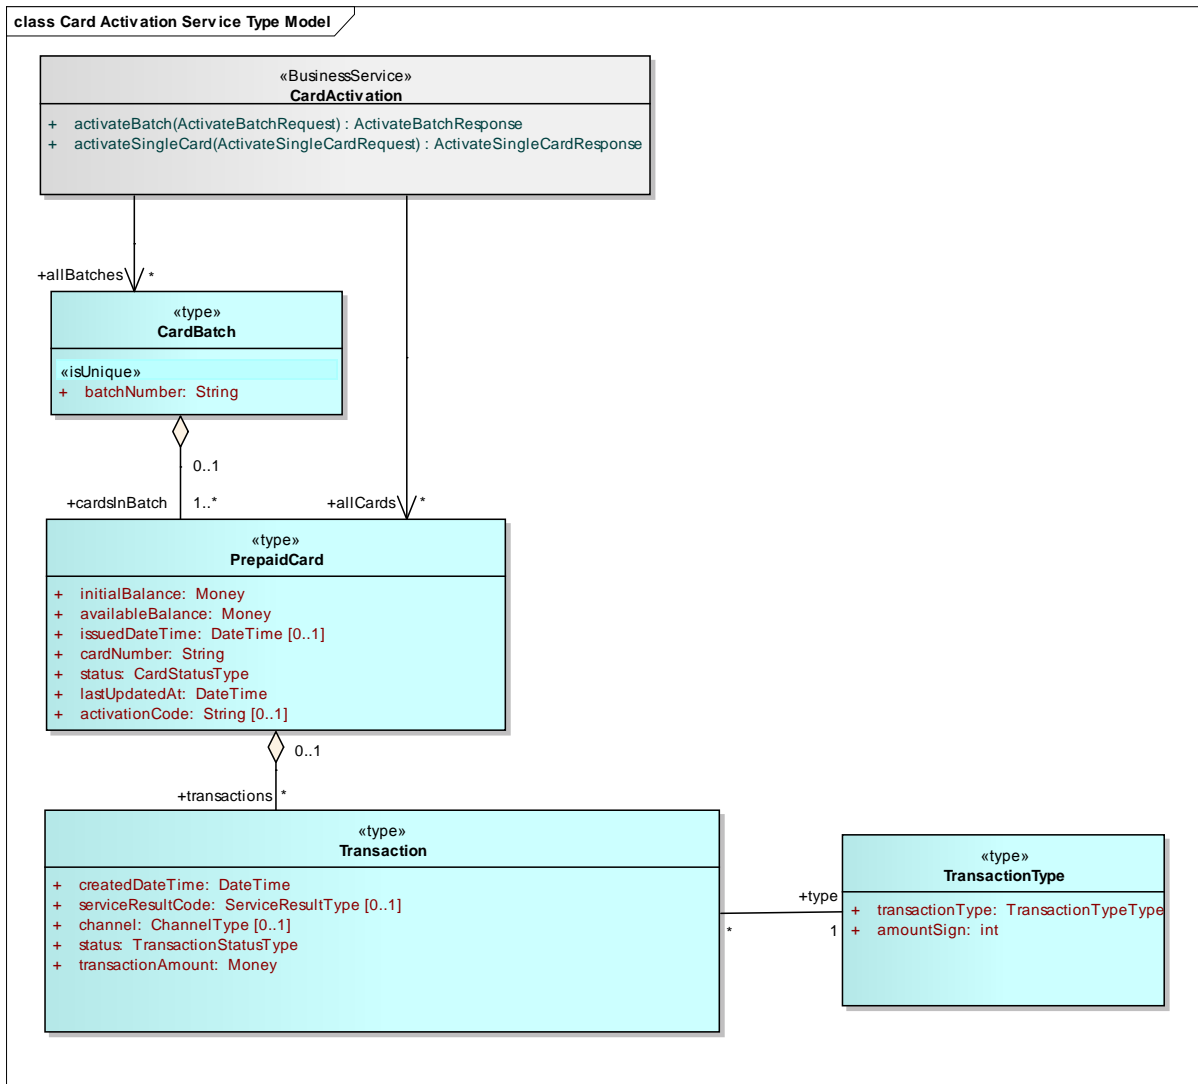 class Card Activation Service Type Model
«BusinessService»
CardActivation
+ activateBatch(ActivateBatchRequest) : ActivateBatchResponse
+ activateSingleCard(ActivateSingleCardRequest) : ActivateSingleCardResponse
+allBatches *
«type»
CardBatch
«isUnique»
+ batchNumber: String
0..1
+cardsInBatch 1..*
+allCards *
«type»
PrepaidCard
+ initialBalance: Money
+ availableBalance: Money
+ issuedDateTime: DateTime [0..1]
+ cardNumber: String
+ status: CardStatusType
+ lastUpdatedAt: DateTime
+ activationCode: String [0..1]
0..1
+transactions *
«type»
Transaction
+ createdDateTime: DateTime
+ serviceResultCode: ServiceResultType [0..1]
+ channel: ChannelType [0..1]
+ status: TransactionStatusType
+ transactionAmount: Money
+type
* 1
«type»
TransactionType
+ transactionType: TransactionTypeType
+ amountSign: int